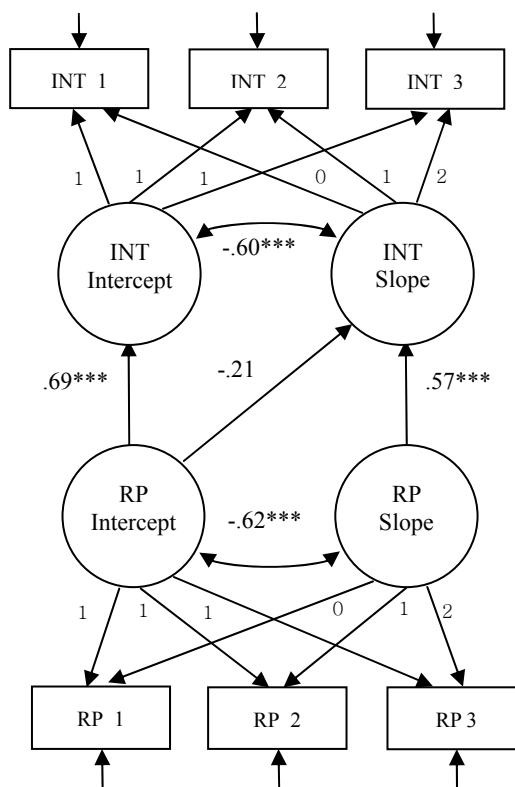 INT 1
INT 2
INT 3
1
1
1
0
1
2
INT
Intercept
-.60***
INT
Slope
.69***
-.21
.57***
RP
Intercept
-.62***
RP
Slope
1
1
1
0
1
2
RP 1
RP 2
RP 3